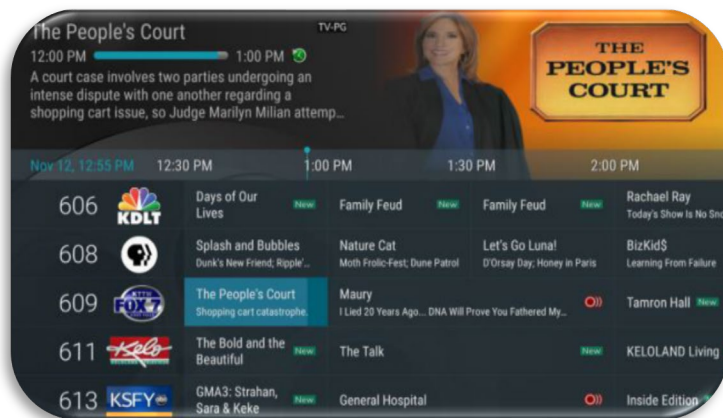 The People's Court
TV-PG
12:00 PM 1:00 PM
A court case involves two parties undergoing an
intense dispute with one another regarding a
shopping cart issue, so Judge Marilyn Milian attemp...
THE
PEOPLE'S
COURT
Nov 12, 12:55 PM 12:30 PM 1:00 PM 1:30 PM 2:00 PM
606 KDLT Days of Our Lives New Family Feud New Family Feud New Rachael Ray
Today's Show Is No Sno
608 Splash and Bubbles Nature Cat Let's Go Luna! BizKid$
Dunk's New Friend; Ripple'... Moth Frolic-Fest; Dune Patrol D'Orsay Day; Honey in Paris Learning From Failure
609 KTTW FOX 7 The People's Court Maury Tamron Hall New
Shopping cart catastrophe. I Lied 20 Years Ago... DNA Will Prove You Fathered My...
611 Kelo The Bold and the New The Talk New KELOLAND Living
Beautiful
613 KSFY GMA3: Strahan, New General Hospital Inside Edition
Sara & Keke